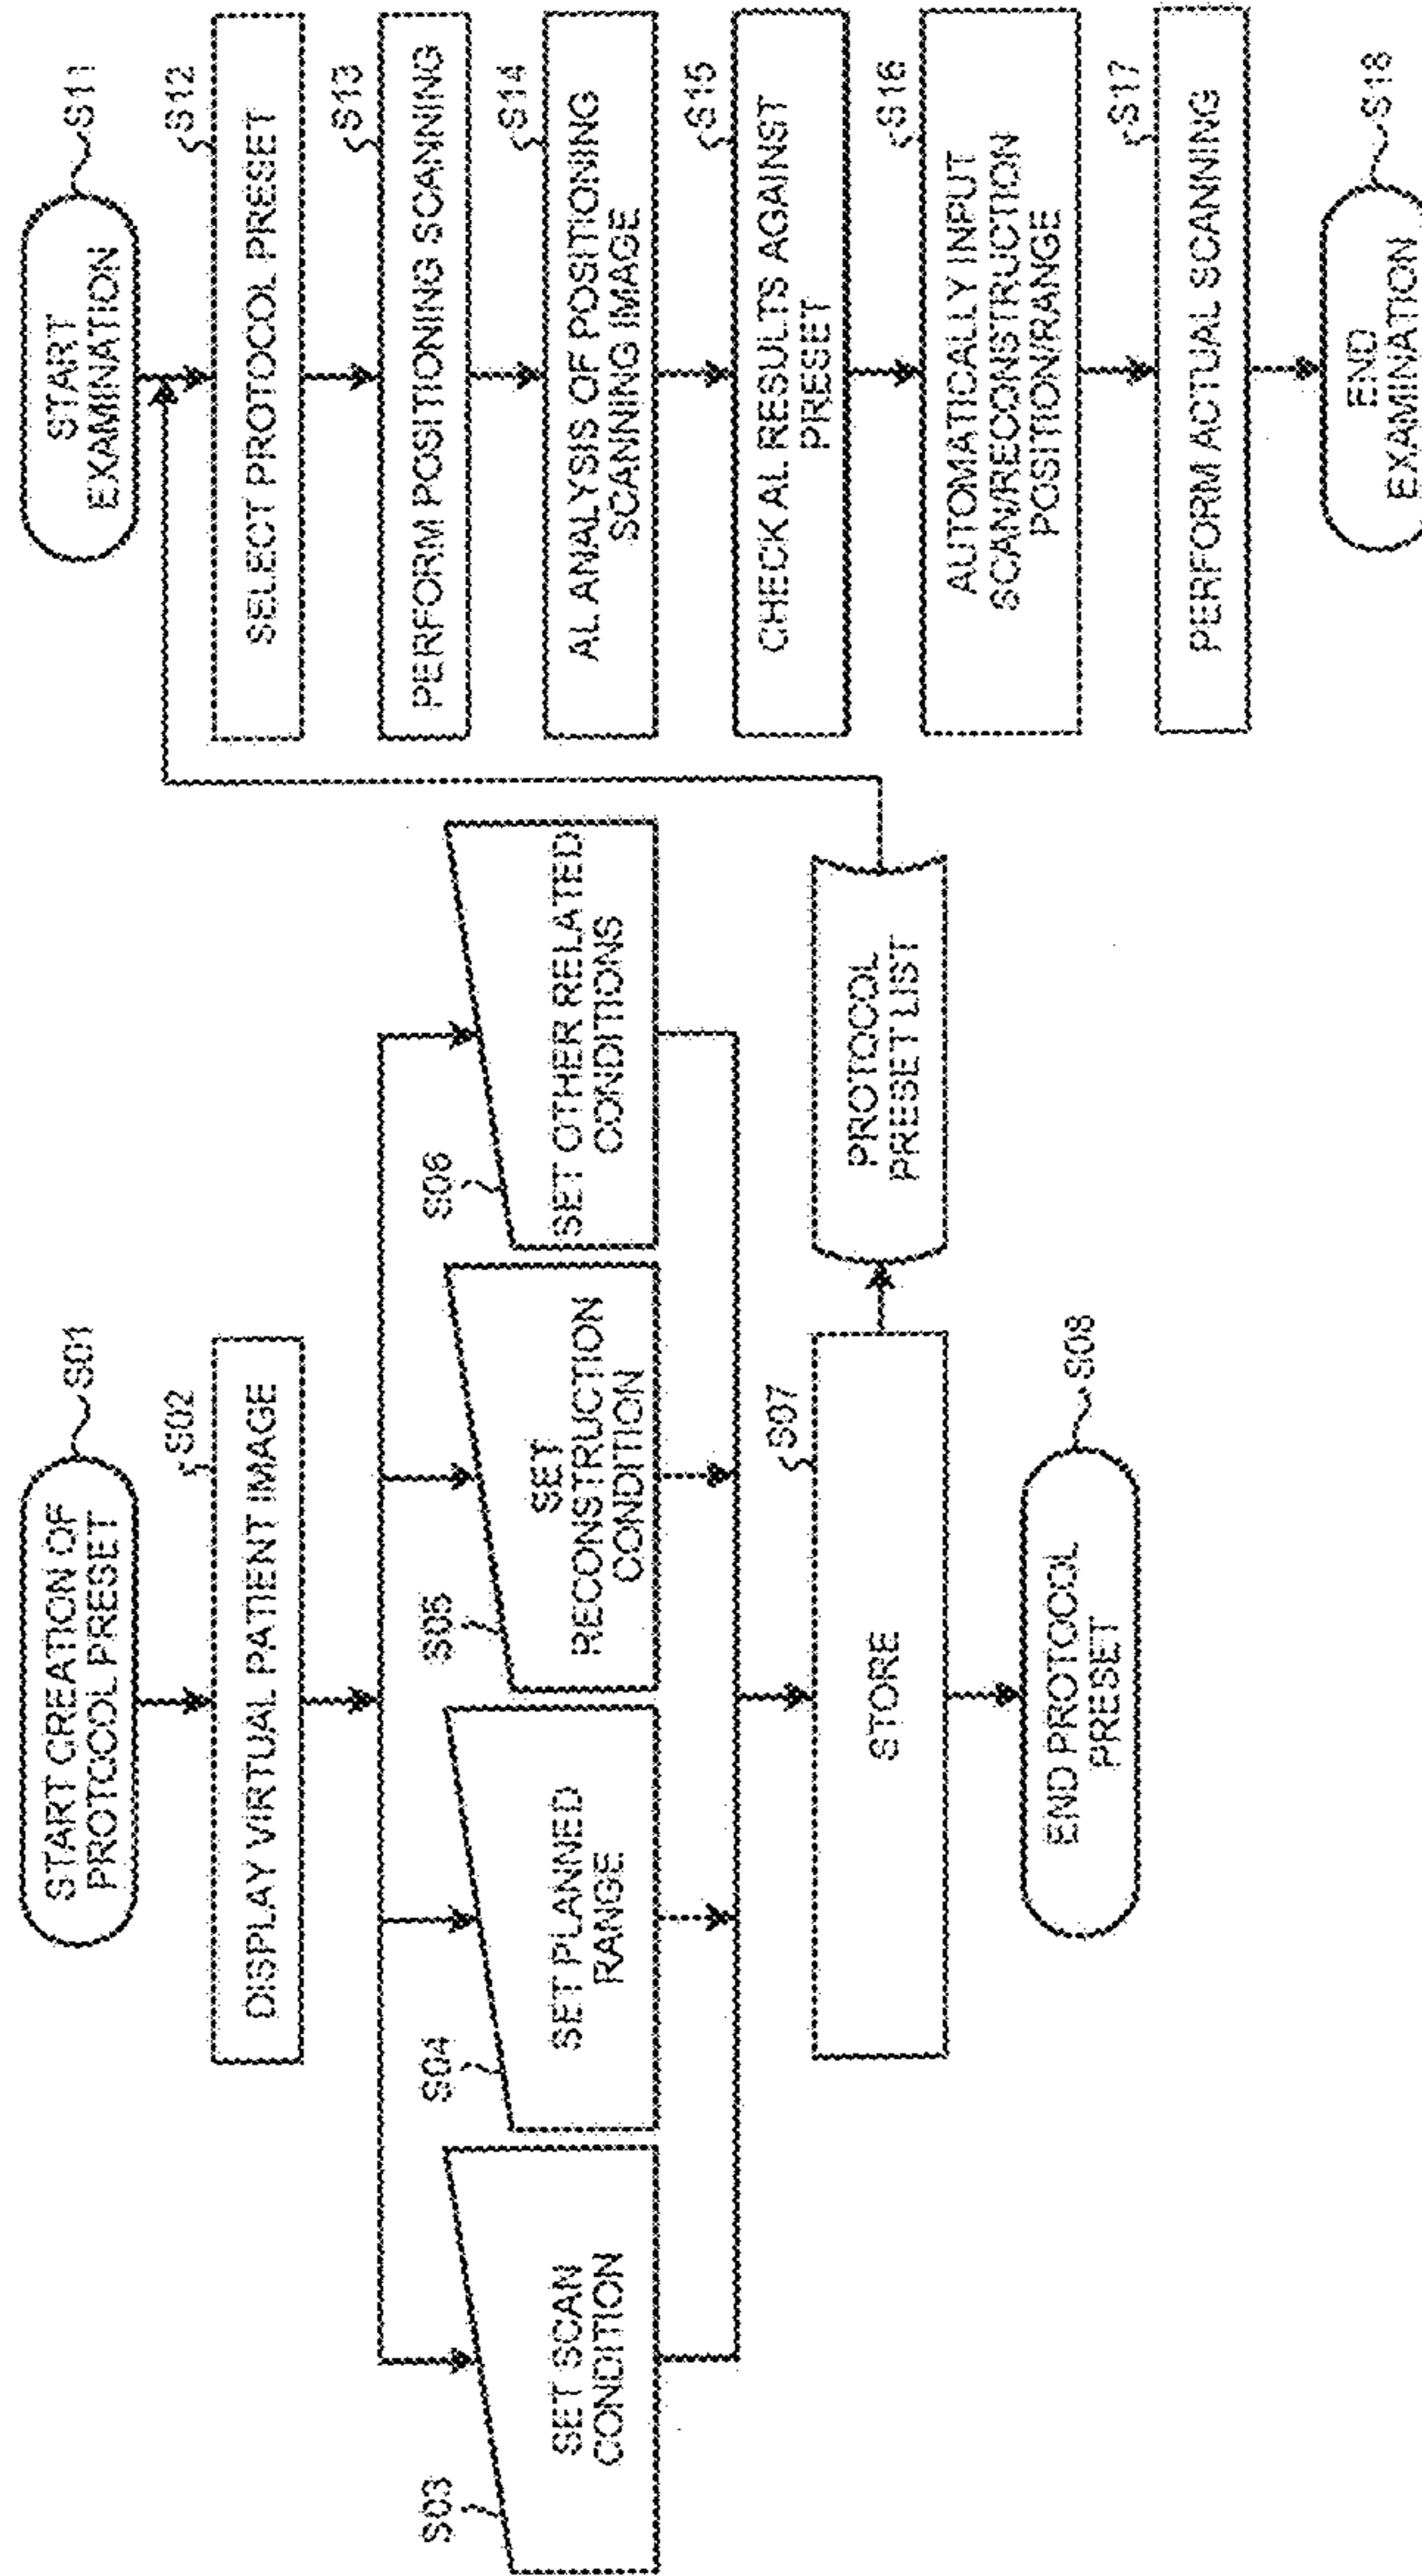 START CREATION OF
PROTOCOL PRESET
S01
S02
DISPLAY VIRTUAL PATIENT IMAGE
S03
SET SCAN
CONDITION
S04
SET PLANNED
RANGE
S05
SET
RECONSTRUCTION
CONDITION
S06
SET OTHER RELATED
CONDITIONS
S07
STORE
PROTOCOL
PRESET LIST
END PROTOCOL
PRESET
S08
START
EXAMINATION
S11
S12
SELECT PROTOCOL PRESET
S13
PERFORM POSITIONING SCANNING
S14
AL ANALYSIS OF POSITIONING
SCANNING IMAGE
S15
CHECK AL RESULTS AGAINST
PRESET
S16
AUTOMATICALLY INPUT
SCAN/RECONSTRUCTION
POSITION/RANGE
S17
PERFORM ACTUAL SCANNING
END
EXAMINATION
S18